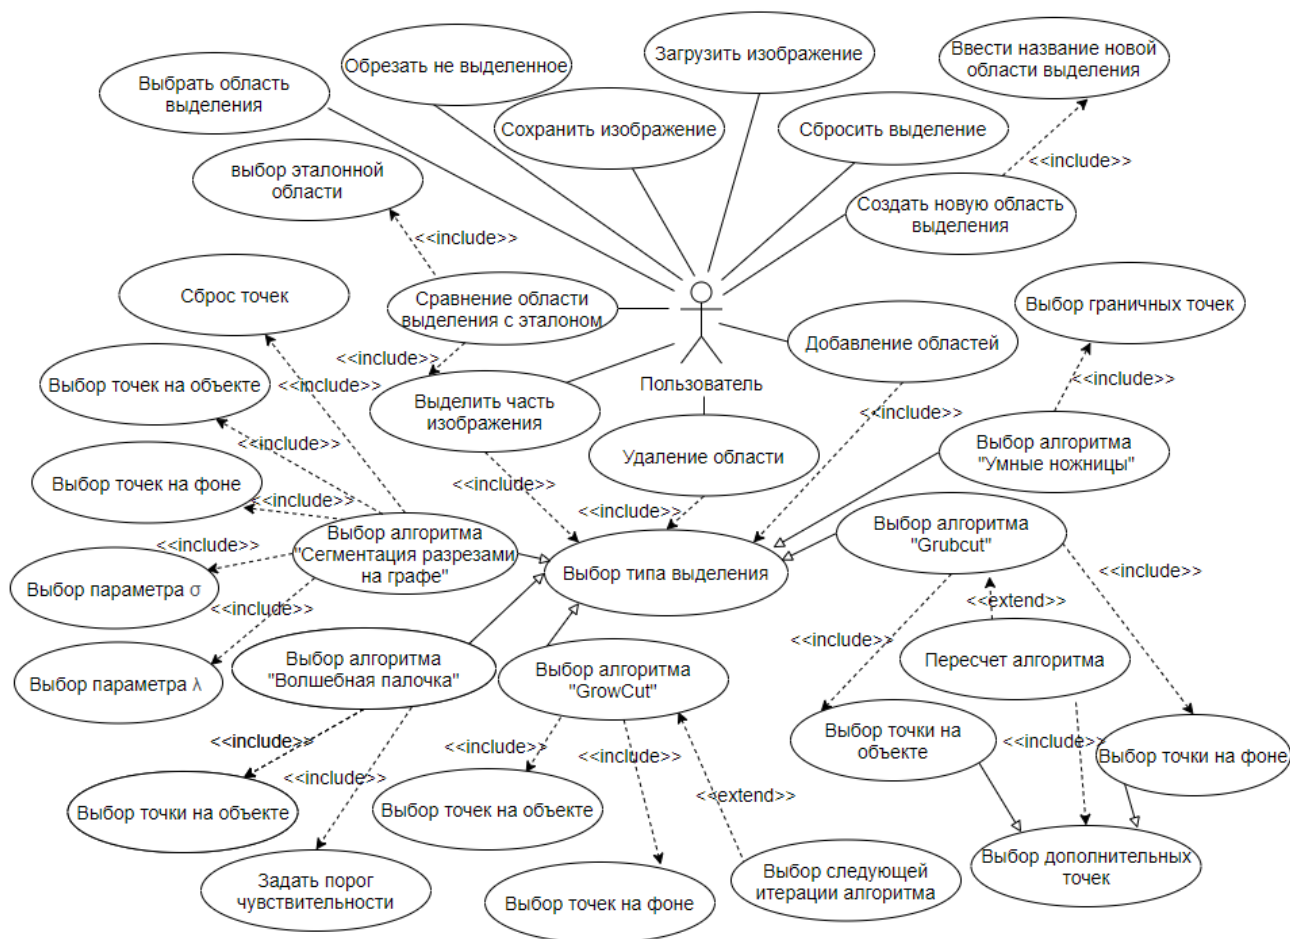 Загрузить изображение
Ввести название новой
области выделения
Обрезать не выделенное
Выбрать область
выделения
Сохранить изображение
Сбросить выделение
<<include>>
выбор эталонной
области
Создать новую область
выделения
<<include>>
Сброс точек
Сравнение области
выделения с эталоном
Выбор граничных точек
Добавление областей
<<include>>
Пользователь
Выбор точек на объекте
<<include>>
<<include>>
Выделить часть
изображения
<<include>>
<<include>>
Выбор алгоритма
"Умные ножницы"
Удаление области
Выбор точек на фоне
<<include>>
<<include>>
<<include>>
<<include>>
Выбор алгоритма
"Сегментация разрезами
на графе"
Выбор алгоритма
"Grubcut"
<<include>>
Выбор типа выделения
<<include>>
Выбор параметра σ
<<include>>
<<extend>>
<<include>>
Выбор алгоритма
"Волшебная палочка"
Выбор алгоритма
"GrowCut"
Пересчет алгоритма
Выбор параметра λ
Выбор точки на
объекте
<<include>>
<<include>>
<<include>>
<<include>>
<<include>>
Выбор точки на фоне
<<extend>>
Выбор точки на объекте
Выбор точек на объекте
Выбор дополнительных
точек
Задать порог
чувствительности
Выбор следующей
итерации алгоритма
Выбор точек на фоне